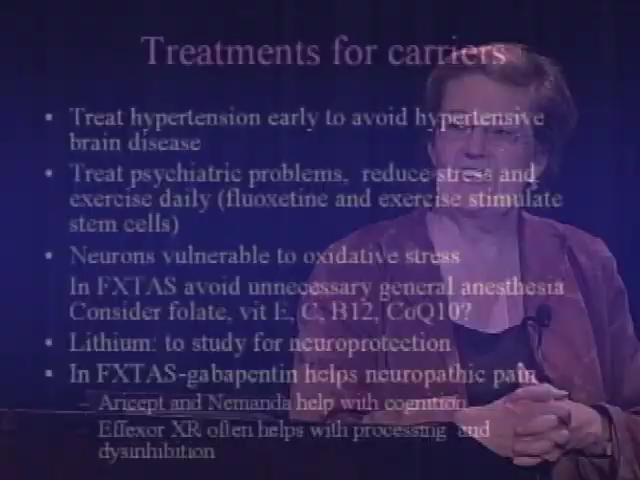 Treatments for carriers
• Treat hypertension early to avoid hypertensive
brain disease
• Treat psychiatric problems, reduce stress and
exercise daily (fluoxetine and exercise stimulate
stem cells)
• Neurons vulnerable to oxidative stress
In FXTAS avoid unnecessary general anesthesia
Consider folate, vit E, C, B12, CoQ10?
• Lithium: to study for neuroprotection
• In FXTAS-gabapentin helps neuropathic pain
– Aricept and Nemanda help with cognition
Effexor XR often helps with processing and
dysinhibition